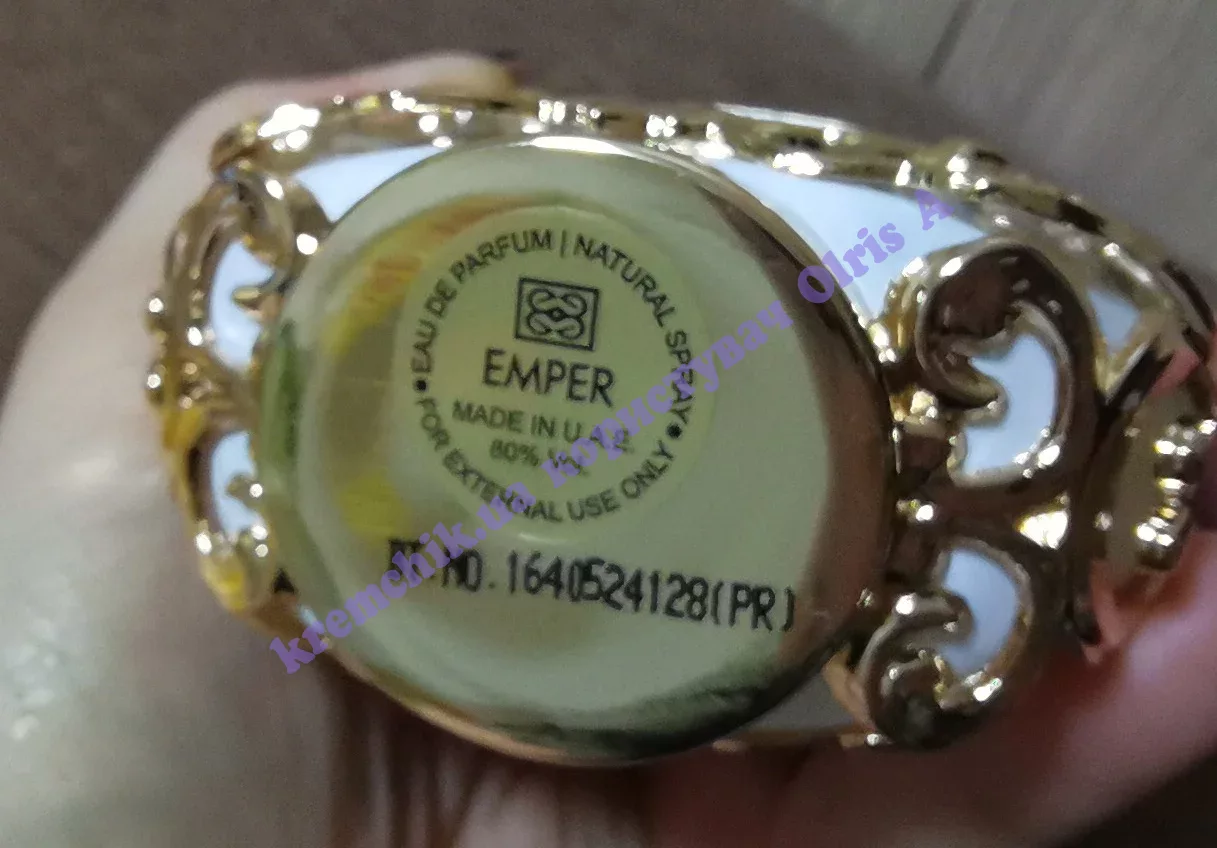 EAU DE PARFUM | NATURAL SPRAY
EMPER
MADE IN U.A.E
80%
• FOR EXTERNAL USE ONLY •
NO. 1640524128(PR)
kremchik.ua користувач Olris A